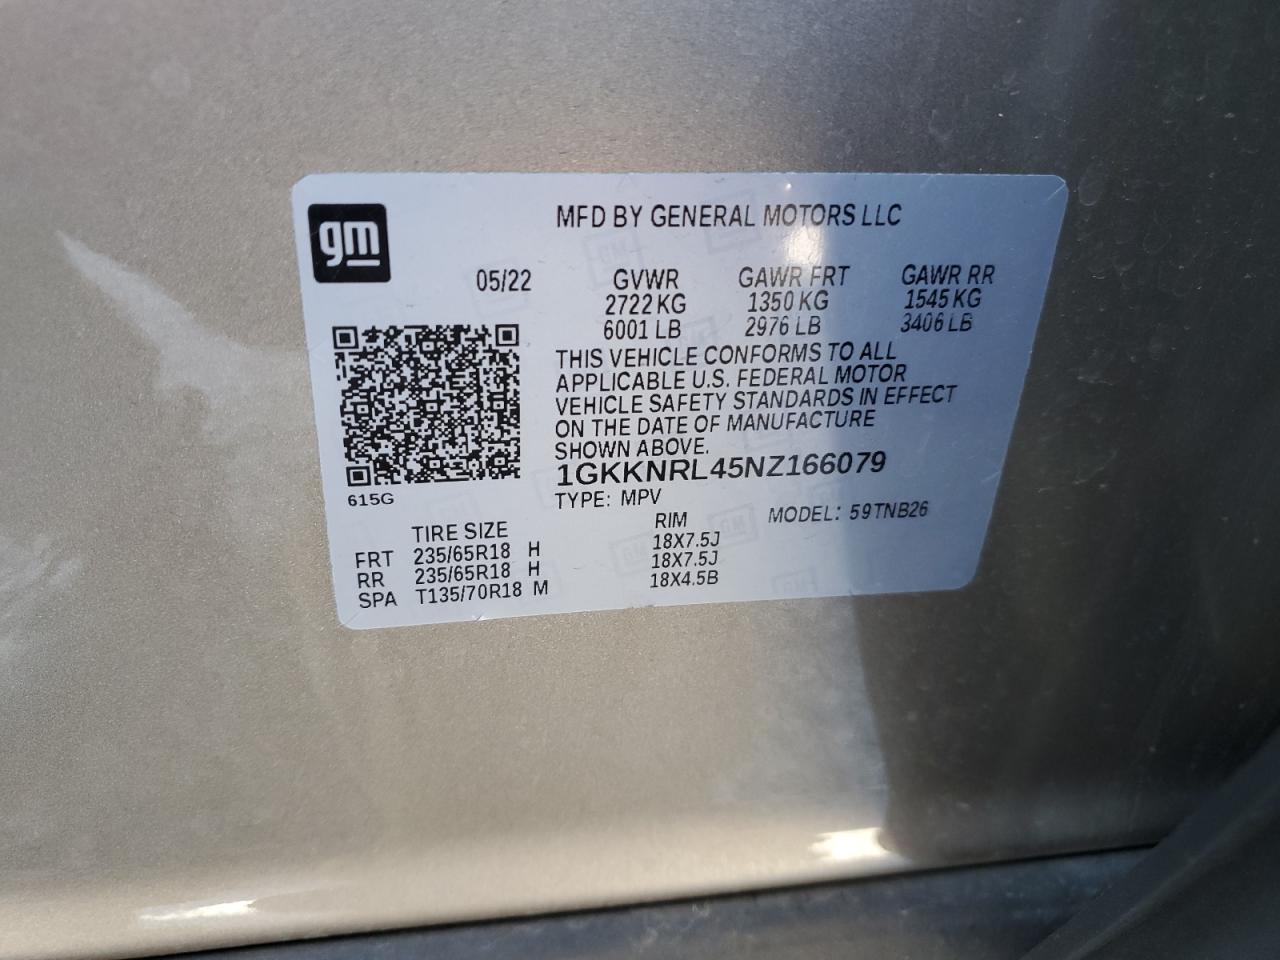 gm
MFD BY GENERAL MOTORS LLC
05/22 GVWR GAWR FRT GAWR RR
2722 KG 1350 KG 1545 KG
6001 LB 2976 LB 3406 LB
THIS VEHICLE CONFORMS TO ALL
APPLICABLE U.S. FEDERAL MOTOR
VEHICLE SAFETY STANDARDS IN EFFECT
ON THE DATE OF MANUFACTURE
SHOWN ABOVE.
1GKKNRL45NZ166079
615G
TYPE: MPV MODEL: 59TNB26
TIRE SIZE RIM
FRT 235/65R18 H 18X7.5J
RR 235/65R18 H 18X7.5J
SPA T135/70R18 M 18X4.5B